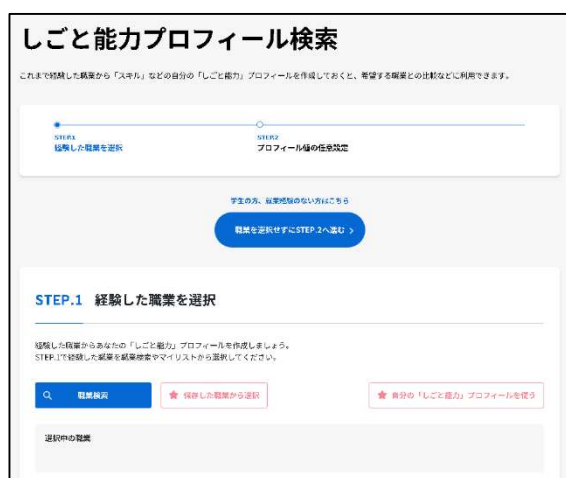 しごと能力プロフィール検索
これまで経験した職業から「スキル」などの自分の「しごと能力」プロフィールを作成しておくと、希望する職業との比較などに利用できます。
STEP.1
経験した職業を選択
STEP.2
プロフィール値の任意設定
学生の方、就業経験のない方はこちら
職業を選択せずにSTEP.2へ進む >
STEP.1 経験した職業を選択
経験した職業からあなたの「しごと能力」プロフィールを作成しましょう。
STEP.1で経験した職業を職業検索やマイリストから選択してください。
職業検索
★ 保存した職業から選択
★ 自分の「しごと能力」プロフィールを使う
選択中の職業